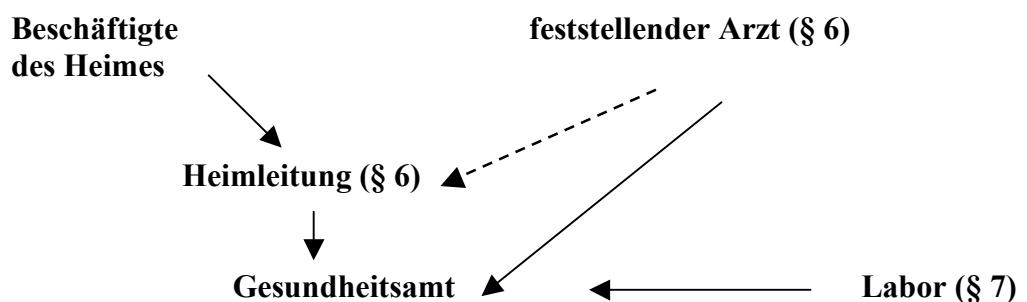 Beschäftigte
des Heimes
feststellender Arzt (§ 6)
Heimleitung (§ 6)
Gesundheitsamt
Labor (§ 7)